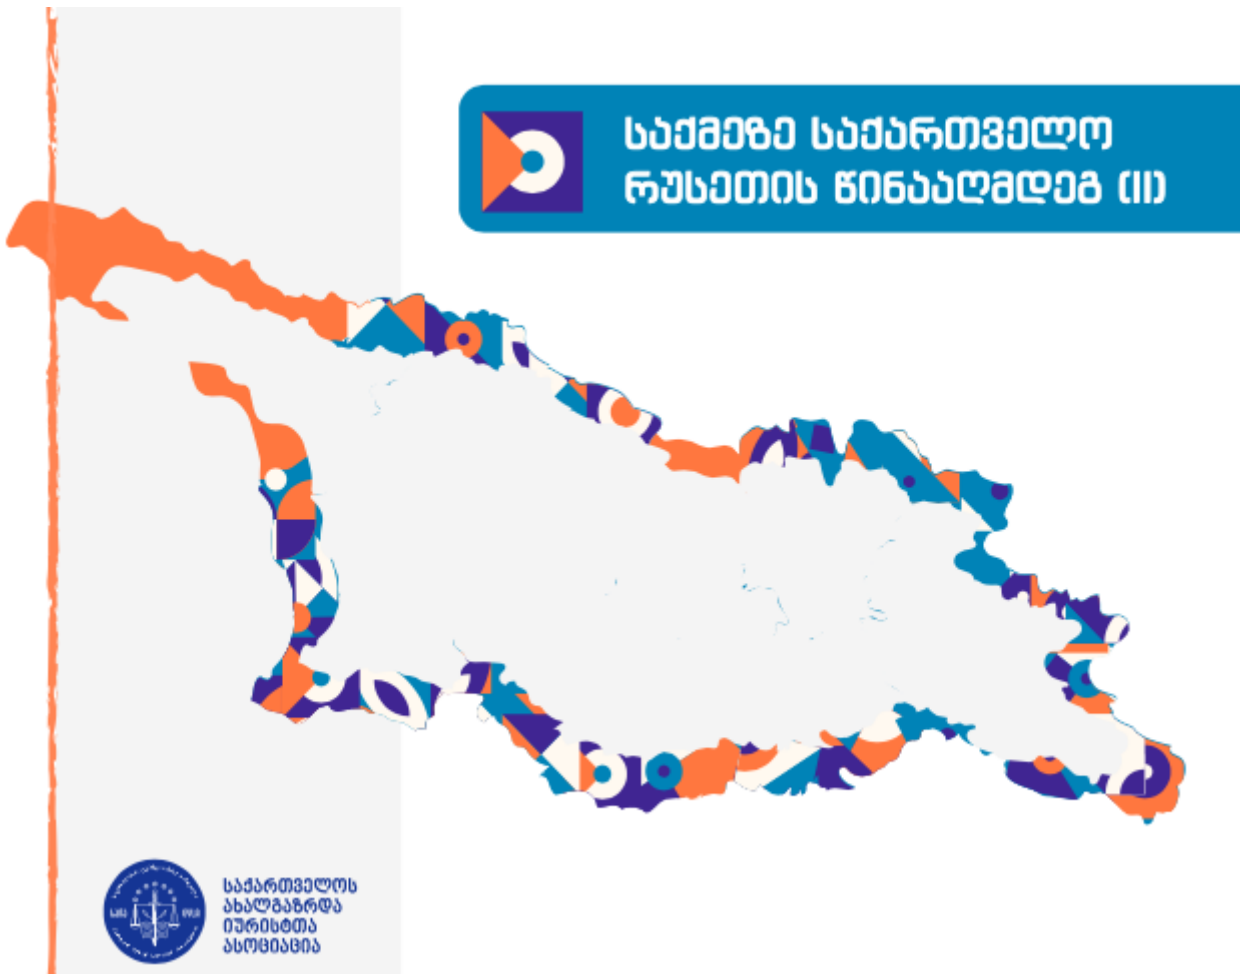 საქმეზე საქართველო
რუსეთის წინააღმდეგ (II)
საქართველოს
ახალგაზრდა
იურისტთა
ასოციაცია